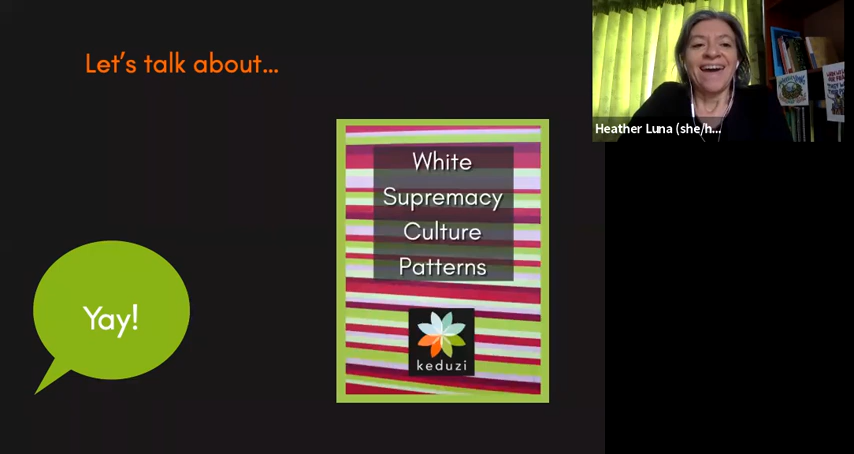 Let's talk about...
White
Supremacy
Culture
Patterns
Yay!
keduzi
Heather Luna (she/h...